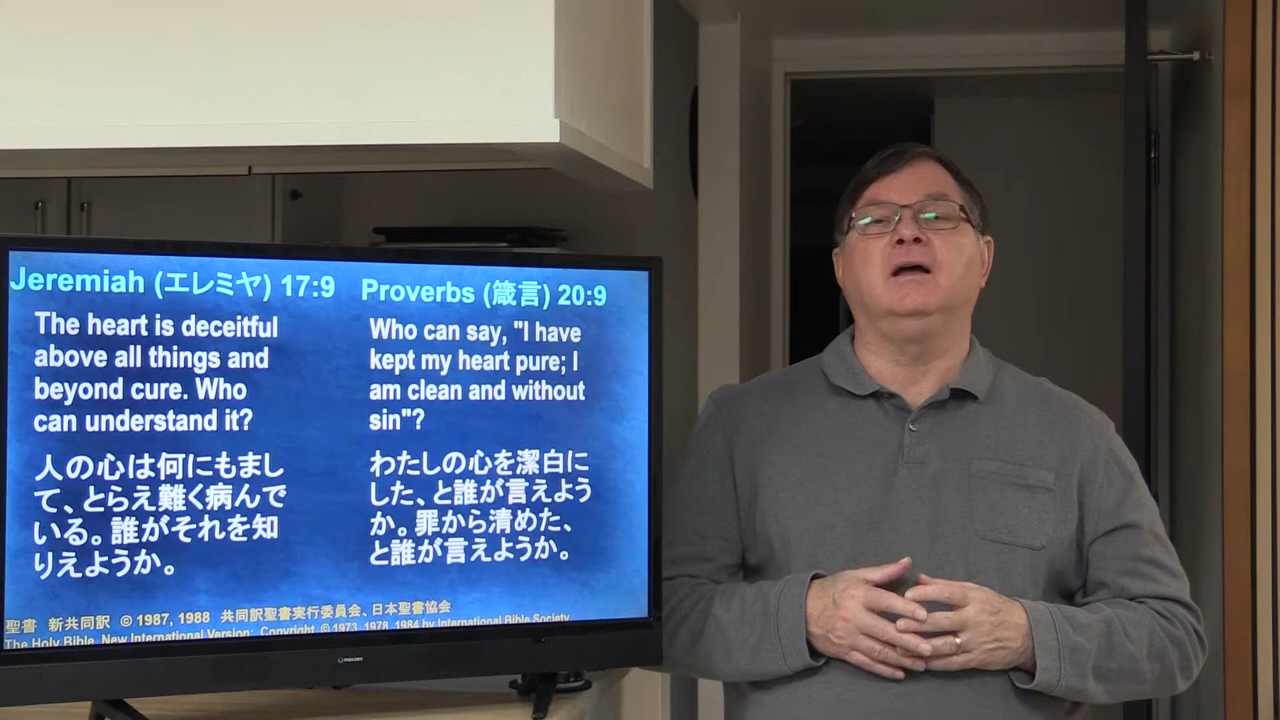 Jeremiah (エレミヤ) 17:9
The heart is deceitful
above all things and
beyond cure. Who
can understand it?
人の心は何にもまし
て、とらえ難く病んで
いる。誰がそれを知
りえようか。
Proverbs (箴言) 20:9
Who can say, "I have
kept my heart pure; I
am clean and without
sin"?
わたしの心を潔白に
した、と誰が言えよう
か。罪から清めた、
と誰が言えようか。
聖書 新共同訳 © 1987, 1988 共同訳聖書実行委員会、日本聖書協会
The Holy Bible, New International Version; Copyright © 1973, 1978, 1984 by International Bible Society